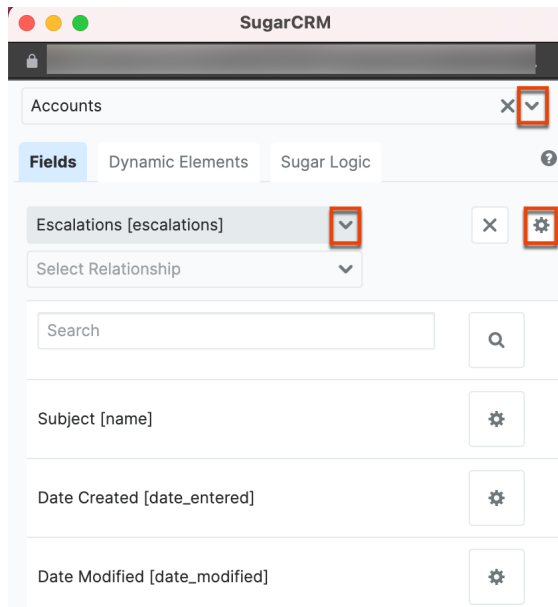 SugarCRM
Accounts
Fields Dynamic Elements Sugar Logic
Escalations [escalations]
Select Relationship
Search
Subject [name]
Date Created [date_entered]
Date Modified [date_modified]